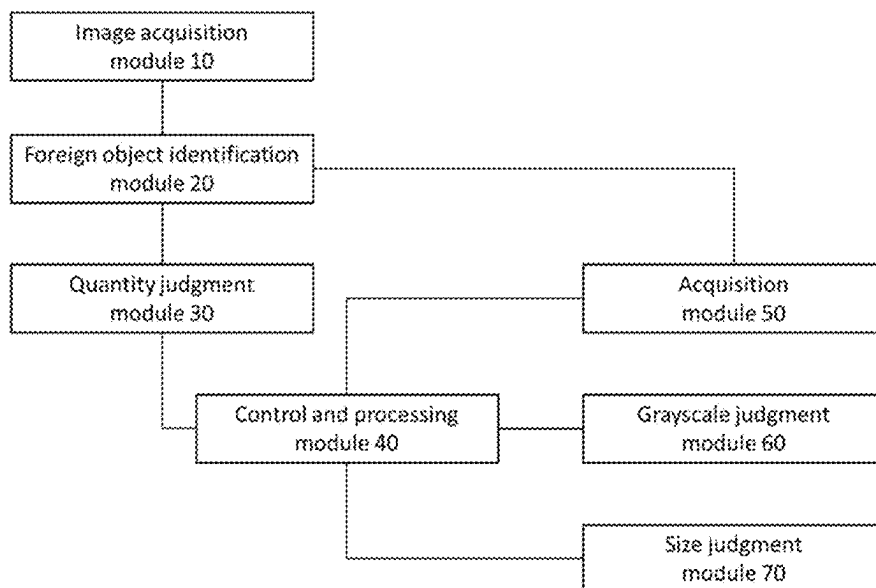 Image acquisition
module 10
Foreign object identification
module 20
Quantity judgment
module 30
Acquisition
module 50
Control and processing
module 40
Grayscale judgment
module 60
Size judgment
module 70